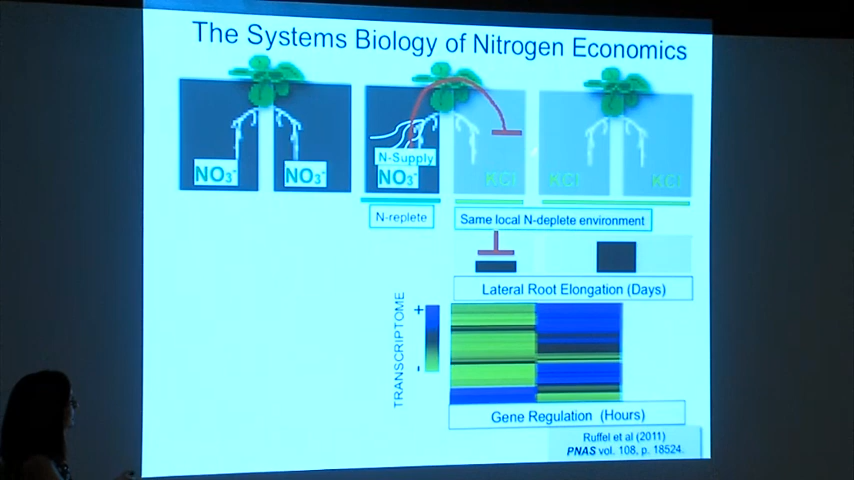 The Systems Biology of Nitrogen Economics
NO₃⁻
NO₃⁻
N-Supply
NO₃⁻
KCl
KCl
KCl
N-replete
Same local N-deplete environment
Lateral Root Elongation (Days)
TRANSCRIPTOME
+
-
Gene Regulation (Hours)
Ruffel et al (2011)
PNAS vol. 108, p. 18524.